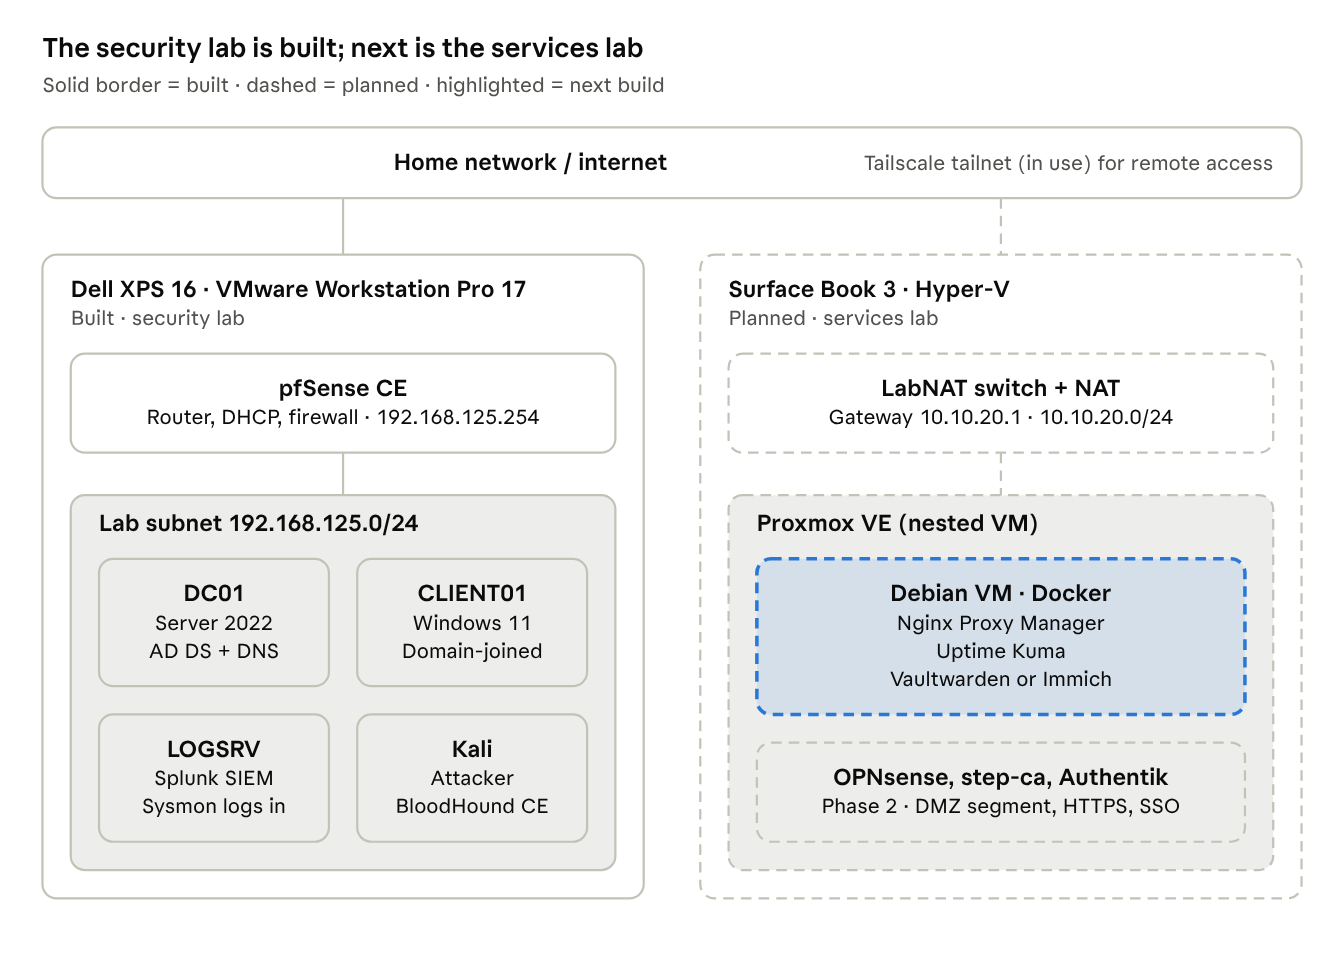 The security lab is built; next is the services lab
Solid border = built · dashed = planned · highlighted = next build
Home network / internet
Tailscale tailnet (in use) for remote access
Dell XPS 16 · VMware Workstation Pro 17
Built · security lab
pfSense CE
Router, DHCP, firewall · 192.168.125.254
Lab subnet 192.168.125.0/24
DC01
Server 2022
AD DS + DNS
CLIENT01
Windows 11
Domain-joined
LOGSRV
Splunk SIEM
Sysmon logs in
Kali
Attacker
BloodHound CE
Surface Book 3 · Hyper-V
Planned · services lab
LabNAT switch + NAT
Gateway 10.10.20.1 · 10.10.20.0/24
Proxmox VE (nested VM)
Debian VM · Docker
Nginx Proxy Manager
Uptime Kuma
Vaultwarden or Immich
OPNsense, step-ca, Authentik
Phase 2 · DMZ segment, HTTPS, SSO